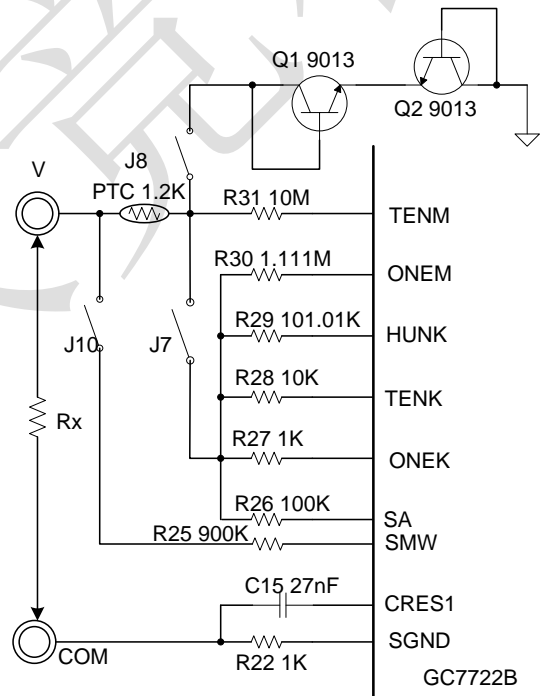 Q1 9013
Q2 9013
J8
V
PTC 1.2K
R31 10M
TENM
R30 1.111M
ONEM
R29 101.01K
HUNK
J10
J7
R28 10K
TENK
Rx
R27 1K
ONEK
R26 100K
SA
R25 900K
SMW
C15 27nF
CRES1
SGND
COM
R22 1K
GC7722B